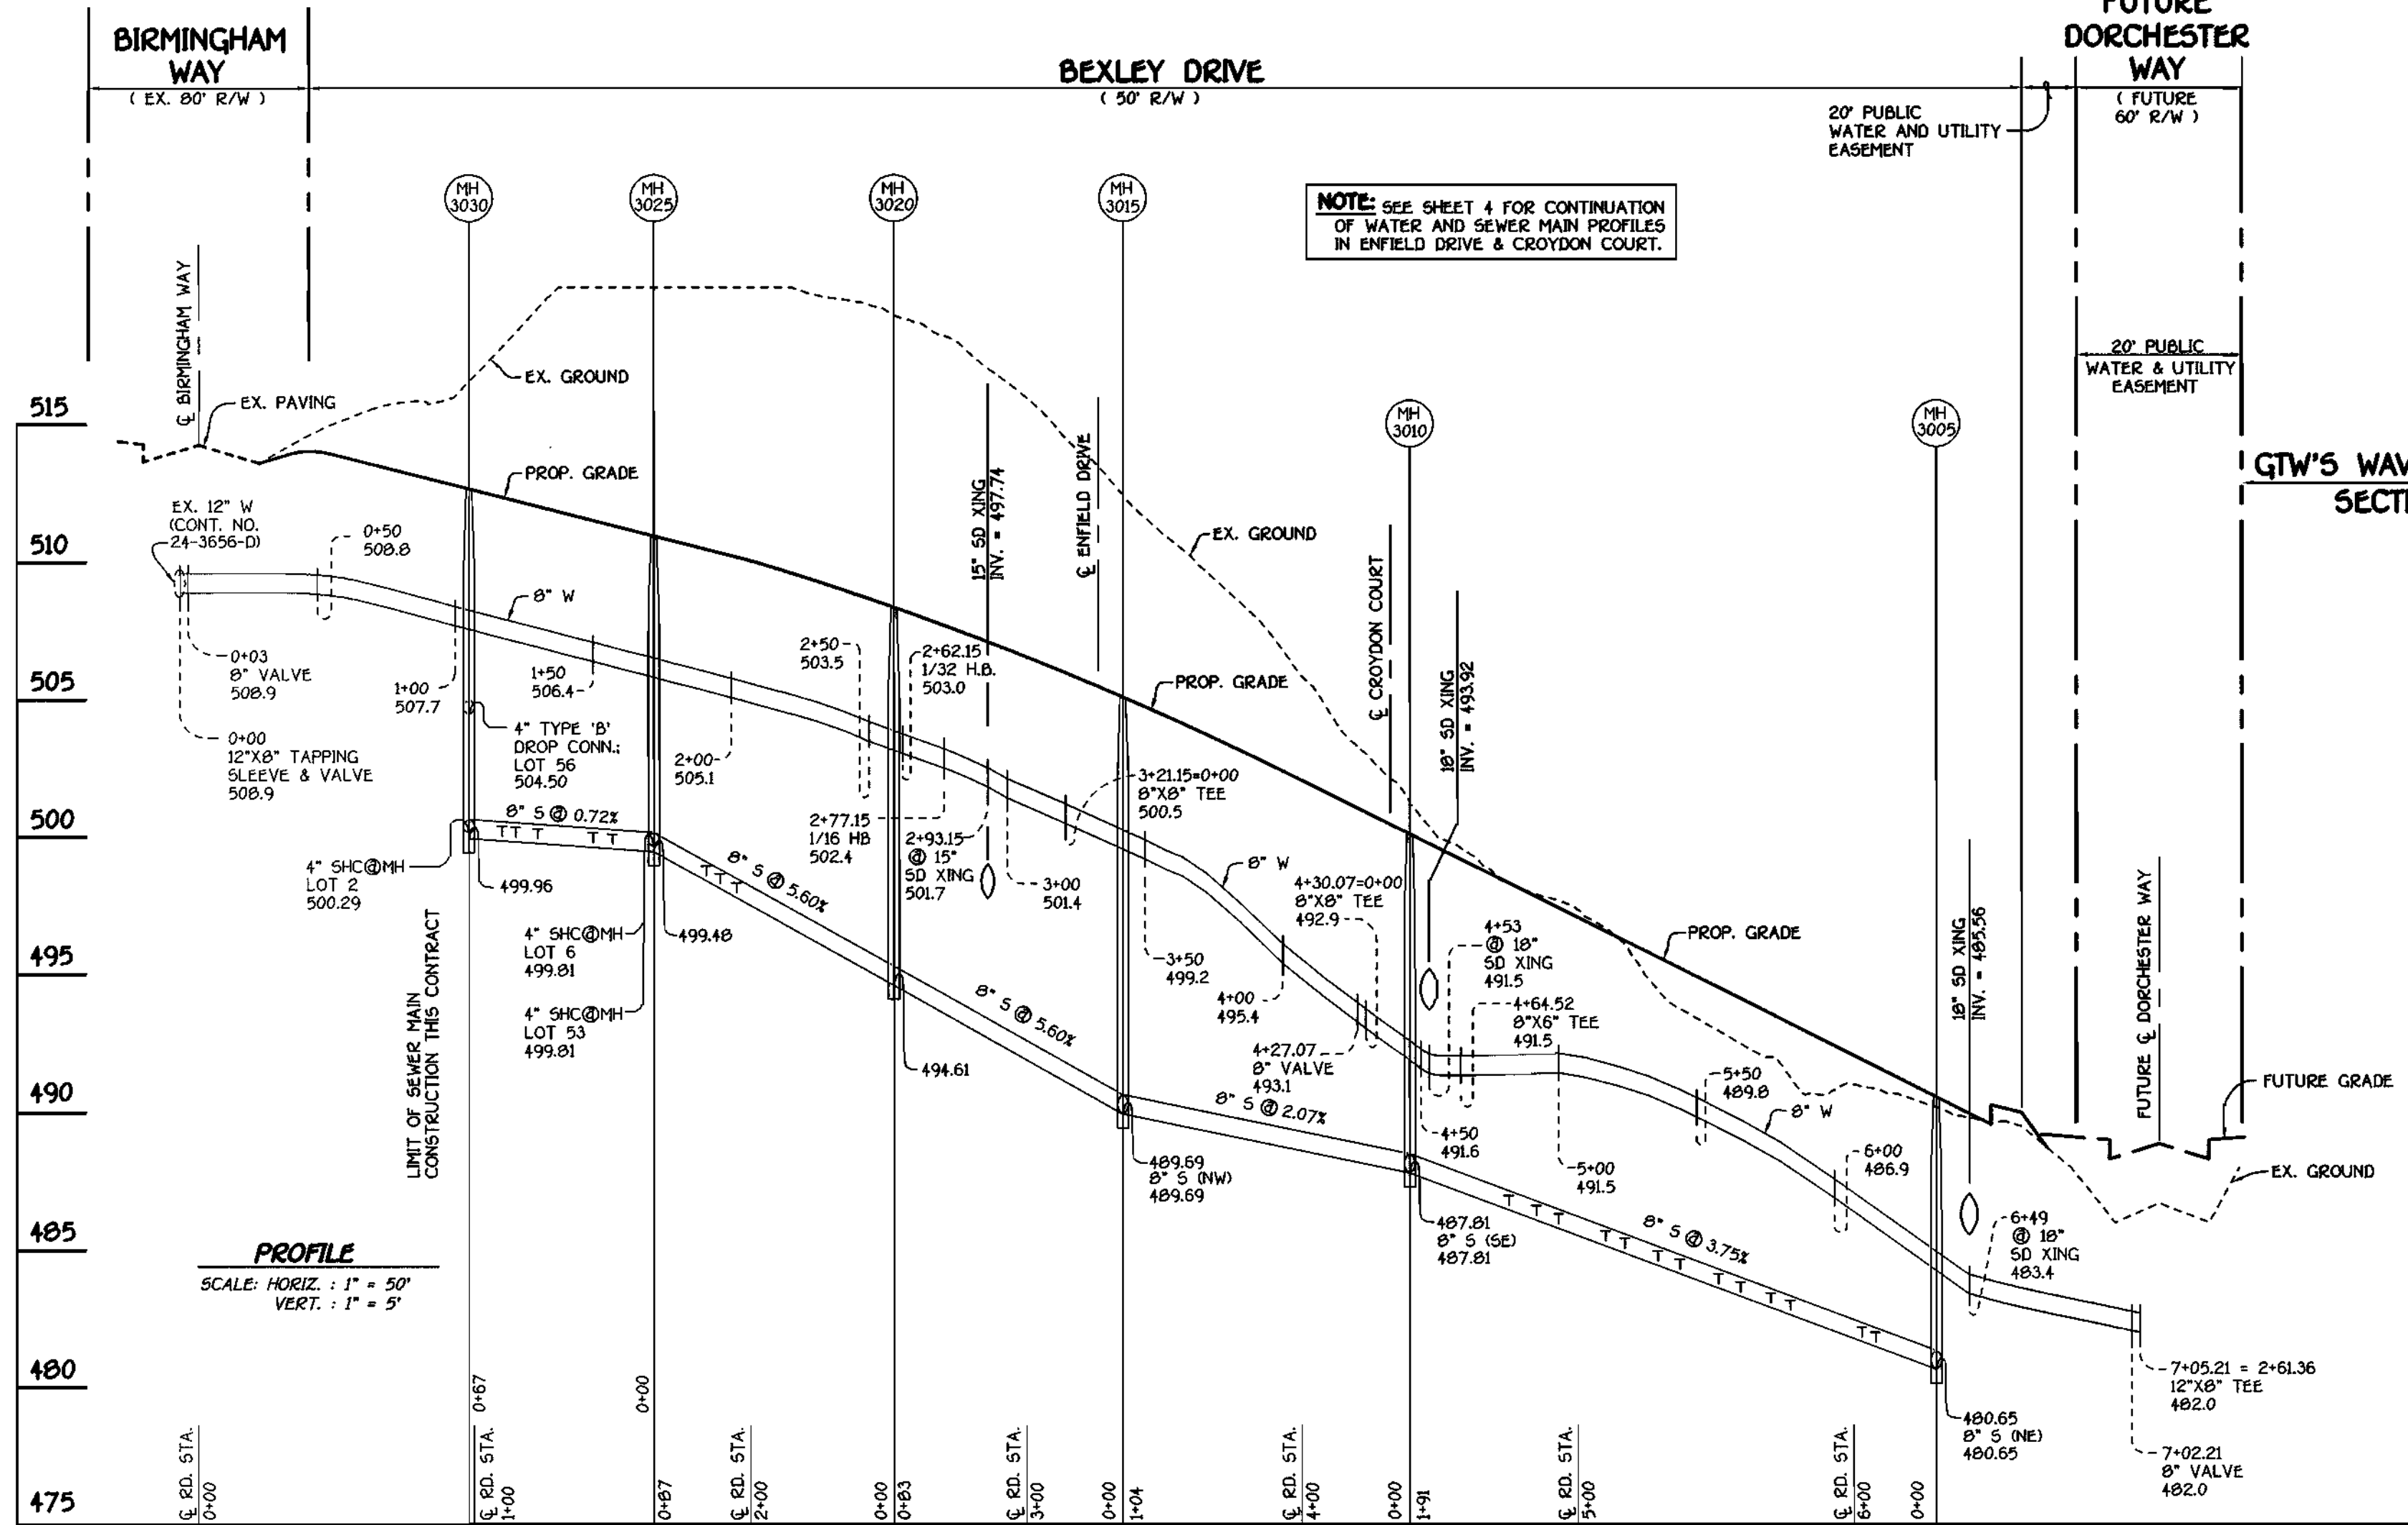 BIRMINGHAM
WAY
( EX. 80' R/W )
BEXLEY DRIVE
( 50' R/W )
FUTURE
DORCHESTER
WAY
( FUTURE
60' R/W )
20' PUBLIC
WATER AND UTILITY
EASEMENT
MH
3030
MH
3025
MH
3020
MH
3015
NOTE: SEE SHEET 4 FOR CONTINUATION
OF WATER AND SEWER MAIN PROFILES
IN ENFIELD DRIVE & CROYDON COURT.
20' PUBLIC
WATER & UTILITY
EASEMENT
℄ BIRMINGHAM WAY
EX. PAVING
EX. GROUND
PROP. GRADE
15" SD XING
INV. = 497.74
℄ ENFIELD DRIVE
EX. GROUND
MH
3010
MH
3005
GTW'S WAV
SECTI
515
510
505
500
495
490
485
480
475
EX. 12" W
(CONT. NO.
24-3656-D)
0+50
508.8
8" W
0+03
8" VALVE
508.9
0+00
12"X8" TAPPING
SLEEVE & VALVE
508.9
1+00
507.7
1+50
506.4
4" TYPE 'B'
DROP CONN.;
LOT 56
504.50
2+00
505.1
2+50
503.5
2+62.15
1/32 H.B.
503.0
2+77.15
1/16 HB
502.4
2+93.15
@ 15"
SD XING
501.7
3+00
501.4
3+21.15=0+00
8"X8" TEE
500.5
PROP. GRADE
℄ CROYDON COURT
18" SD XING
INV. = 493.92
8" S @ 0.72%
4" SHC@MH
LOT 2
500.29
499.96
4" SHC@MH
LOT 6
499.81
499.48
4" SHC@MH
LOT 53
499.81
LIMIT OF SEWER MAIN
CONSTRUCTION THIS CONTRACT
8" S @ 5.60%
8" S @ 5.60%
494.61
3+50
499.2
8" W
4+00
495.4
4+30.07=0+00
8"X8" TEE
492.9
4+27.07
8" VALVE
493.1
4+53
@ 18"
SD XING
491.5
4+64.52
8"X6" TEE
491.5
4+50
491.6
5+00
491.5
PROP. GRADE
5+50
489.8
8" W
6+00
486.9
18" SD XING
INV. = 485.56
FUTURE ℄ DORCHESTER WAY
FUTURE GRADE
EX. GROUND
8" S @ 2.07%
489.69
8" S (NW)
489.69
487.81
8" S (SE)
487.81
8" S @ 3.75%
T T T T T
T T T
T T T T T T T T T T T T T
6+49
@ 18"
SD XING
483.4
7+05.21 = 2+61.36
12"X8" TEE
482.0
480.65
8" S (NE)
480.65
7+02.21
8" VALVE
482.0
PROFILE
SCALE: HORIZ. : 1" = 50'
VERT. : 1" = 5'
℄ RD. STA.
0+00
0+67
℄ RD. STA.
1+00
0+00
0+87
℄ RD. STA.
2+00
0+00
0+83
℄ RD. STA.
3+00
0+00
1+04
℄ RD. STA.
4+00
0+00
1+91
℄ RD. STA.
5+00
℄ RD. STA.
6+00
0+00